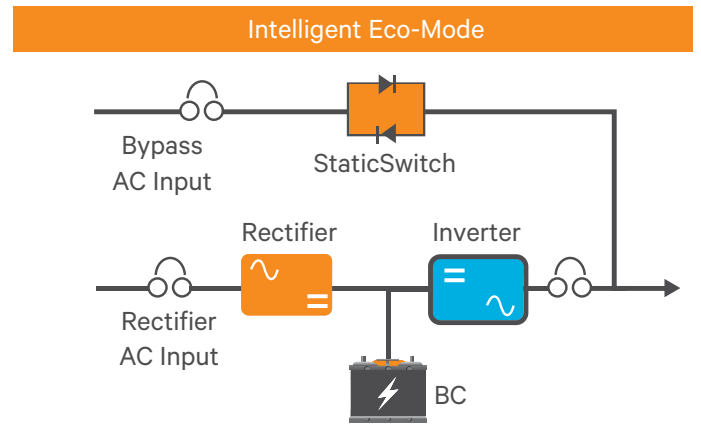 Intelligent Eco-Mode
Bypass
AC Input
StaticSwitch
Rectifier
Inverter
Rectifier
AC Input
BC